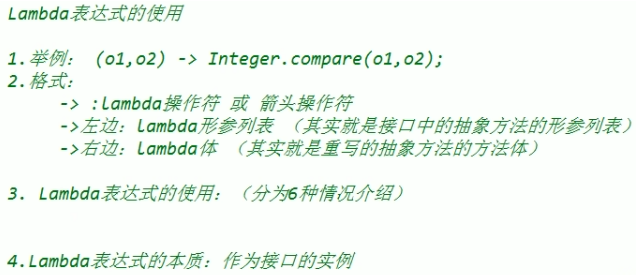 Lambda表达式的使用
1.举例: (o1,o2) -> Integer.compare(o1,o2);
2.格式:
-> :lambda操作符 或 箭头操作符
->左边: lambda形参列表 （其实就是接口中的抽象方法的形参列表）
->右边: lambda体 （其实就是重写的抽象方法的方法体）
3. Lambda表达式的使用: （分为6种情况介绍）
4.Lambda表达式的本质: 作为接口的实例